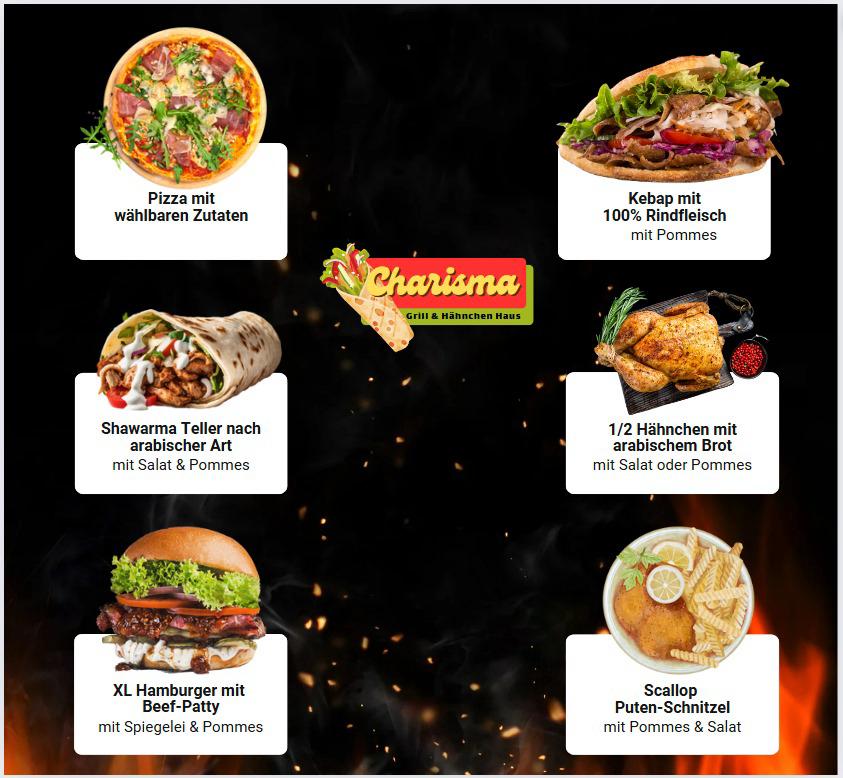 Pizza mit
wählbaren Zutaten
Kebap mit
100% Rindfleisch
mit Pommes
Charisma
Grill & Hähnchen Haus
Shawarma Teller nach
arabischer Art
mit Salat & Pommes
1/2 Hähnchen mit
arabischem Brot
mit Salat oder Pommes
XL Hamburger mit
Beef-Patty
mit Spiegelei & Pommes
Scallop
Puten-Schnitzel
mit Pommes & Salat